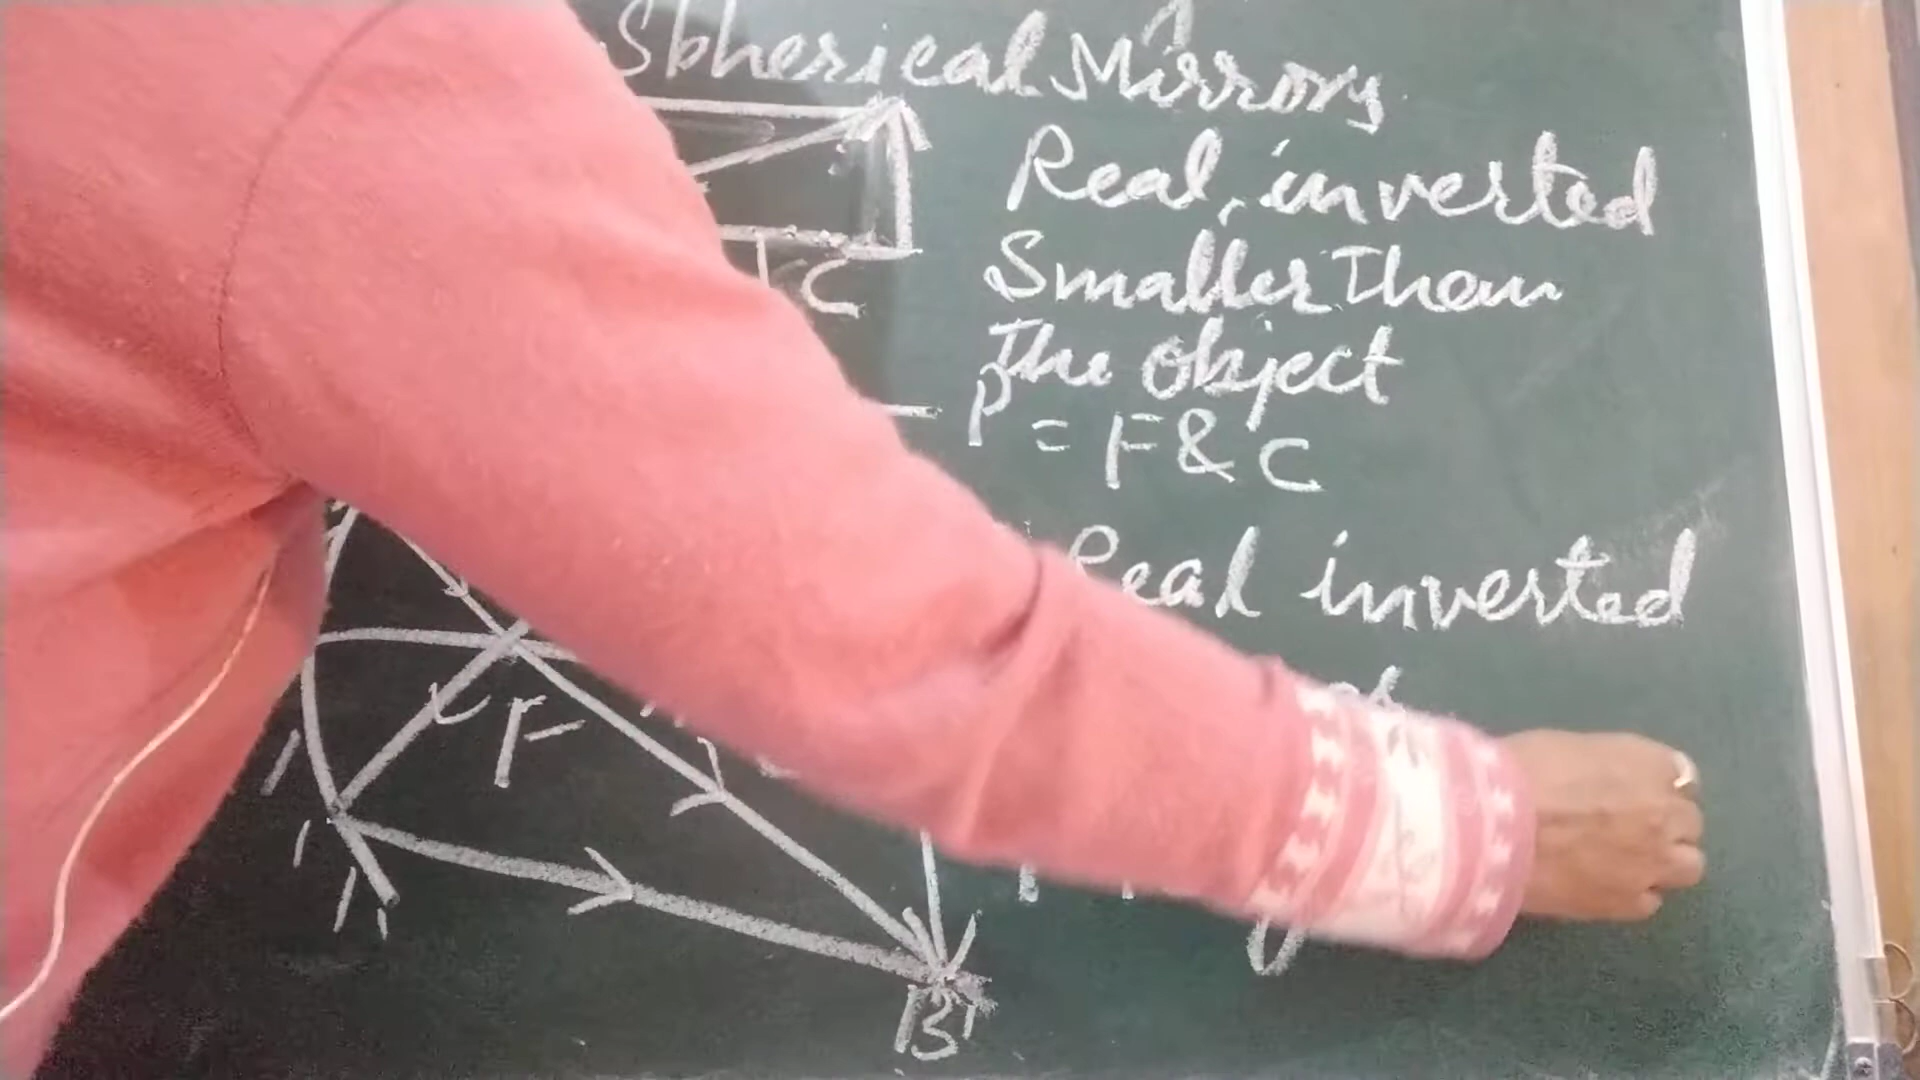 Spherical Mirrors
Real, inverted
Smaller Than
The object
P = F & C
C
Real inverted
F
B'